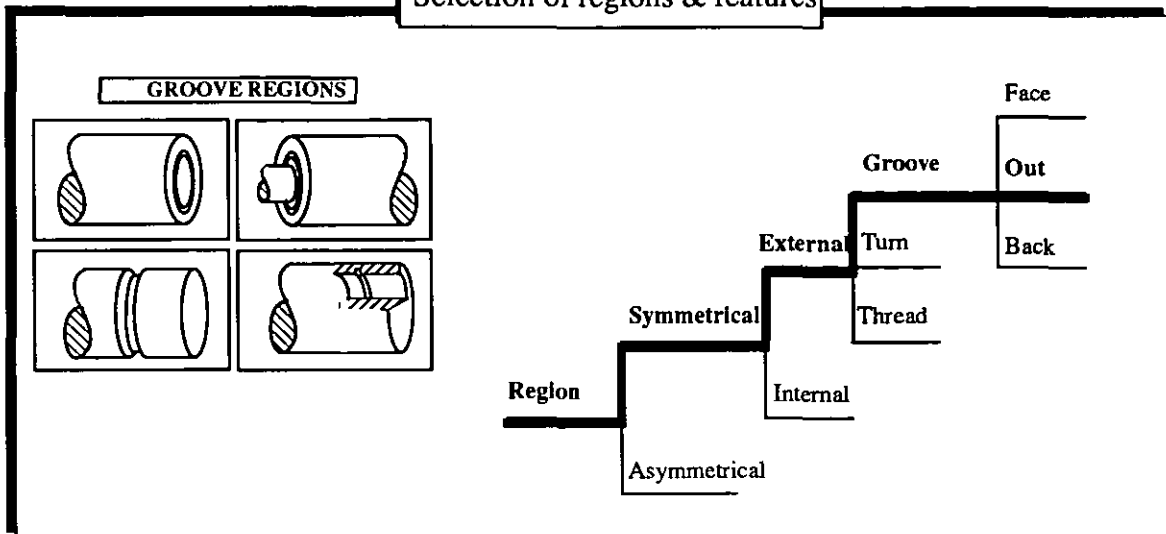 Selection of regions & features
GROOVE REGIONS
Face
Groove
Out
External
Turn
Back
Symmetrical
Thread
Region
Internal
Asymmetrical